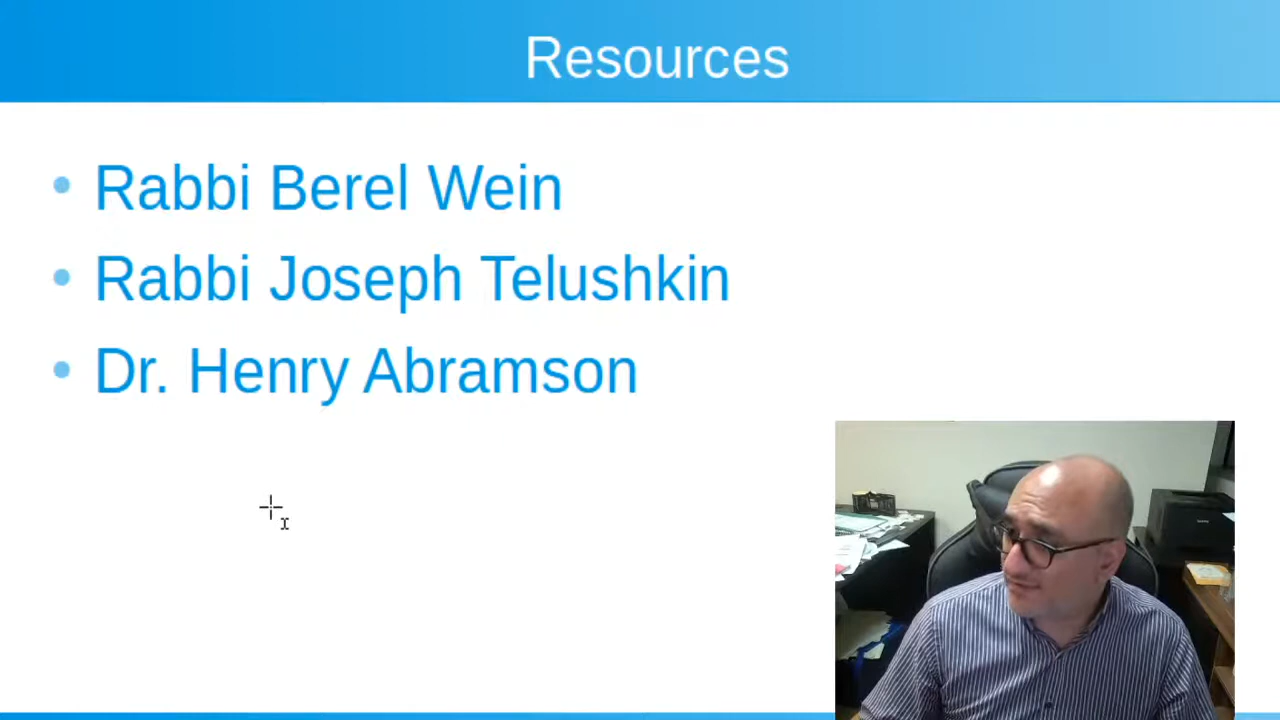 Resources
Rabbi Berel Wein
Rabbi Joseph Telushkin
Dr. Henry Abramson